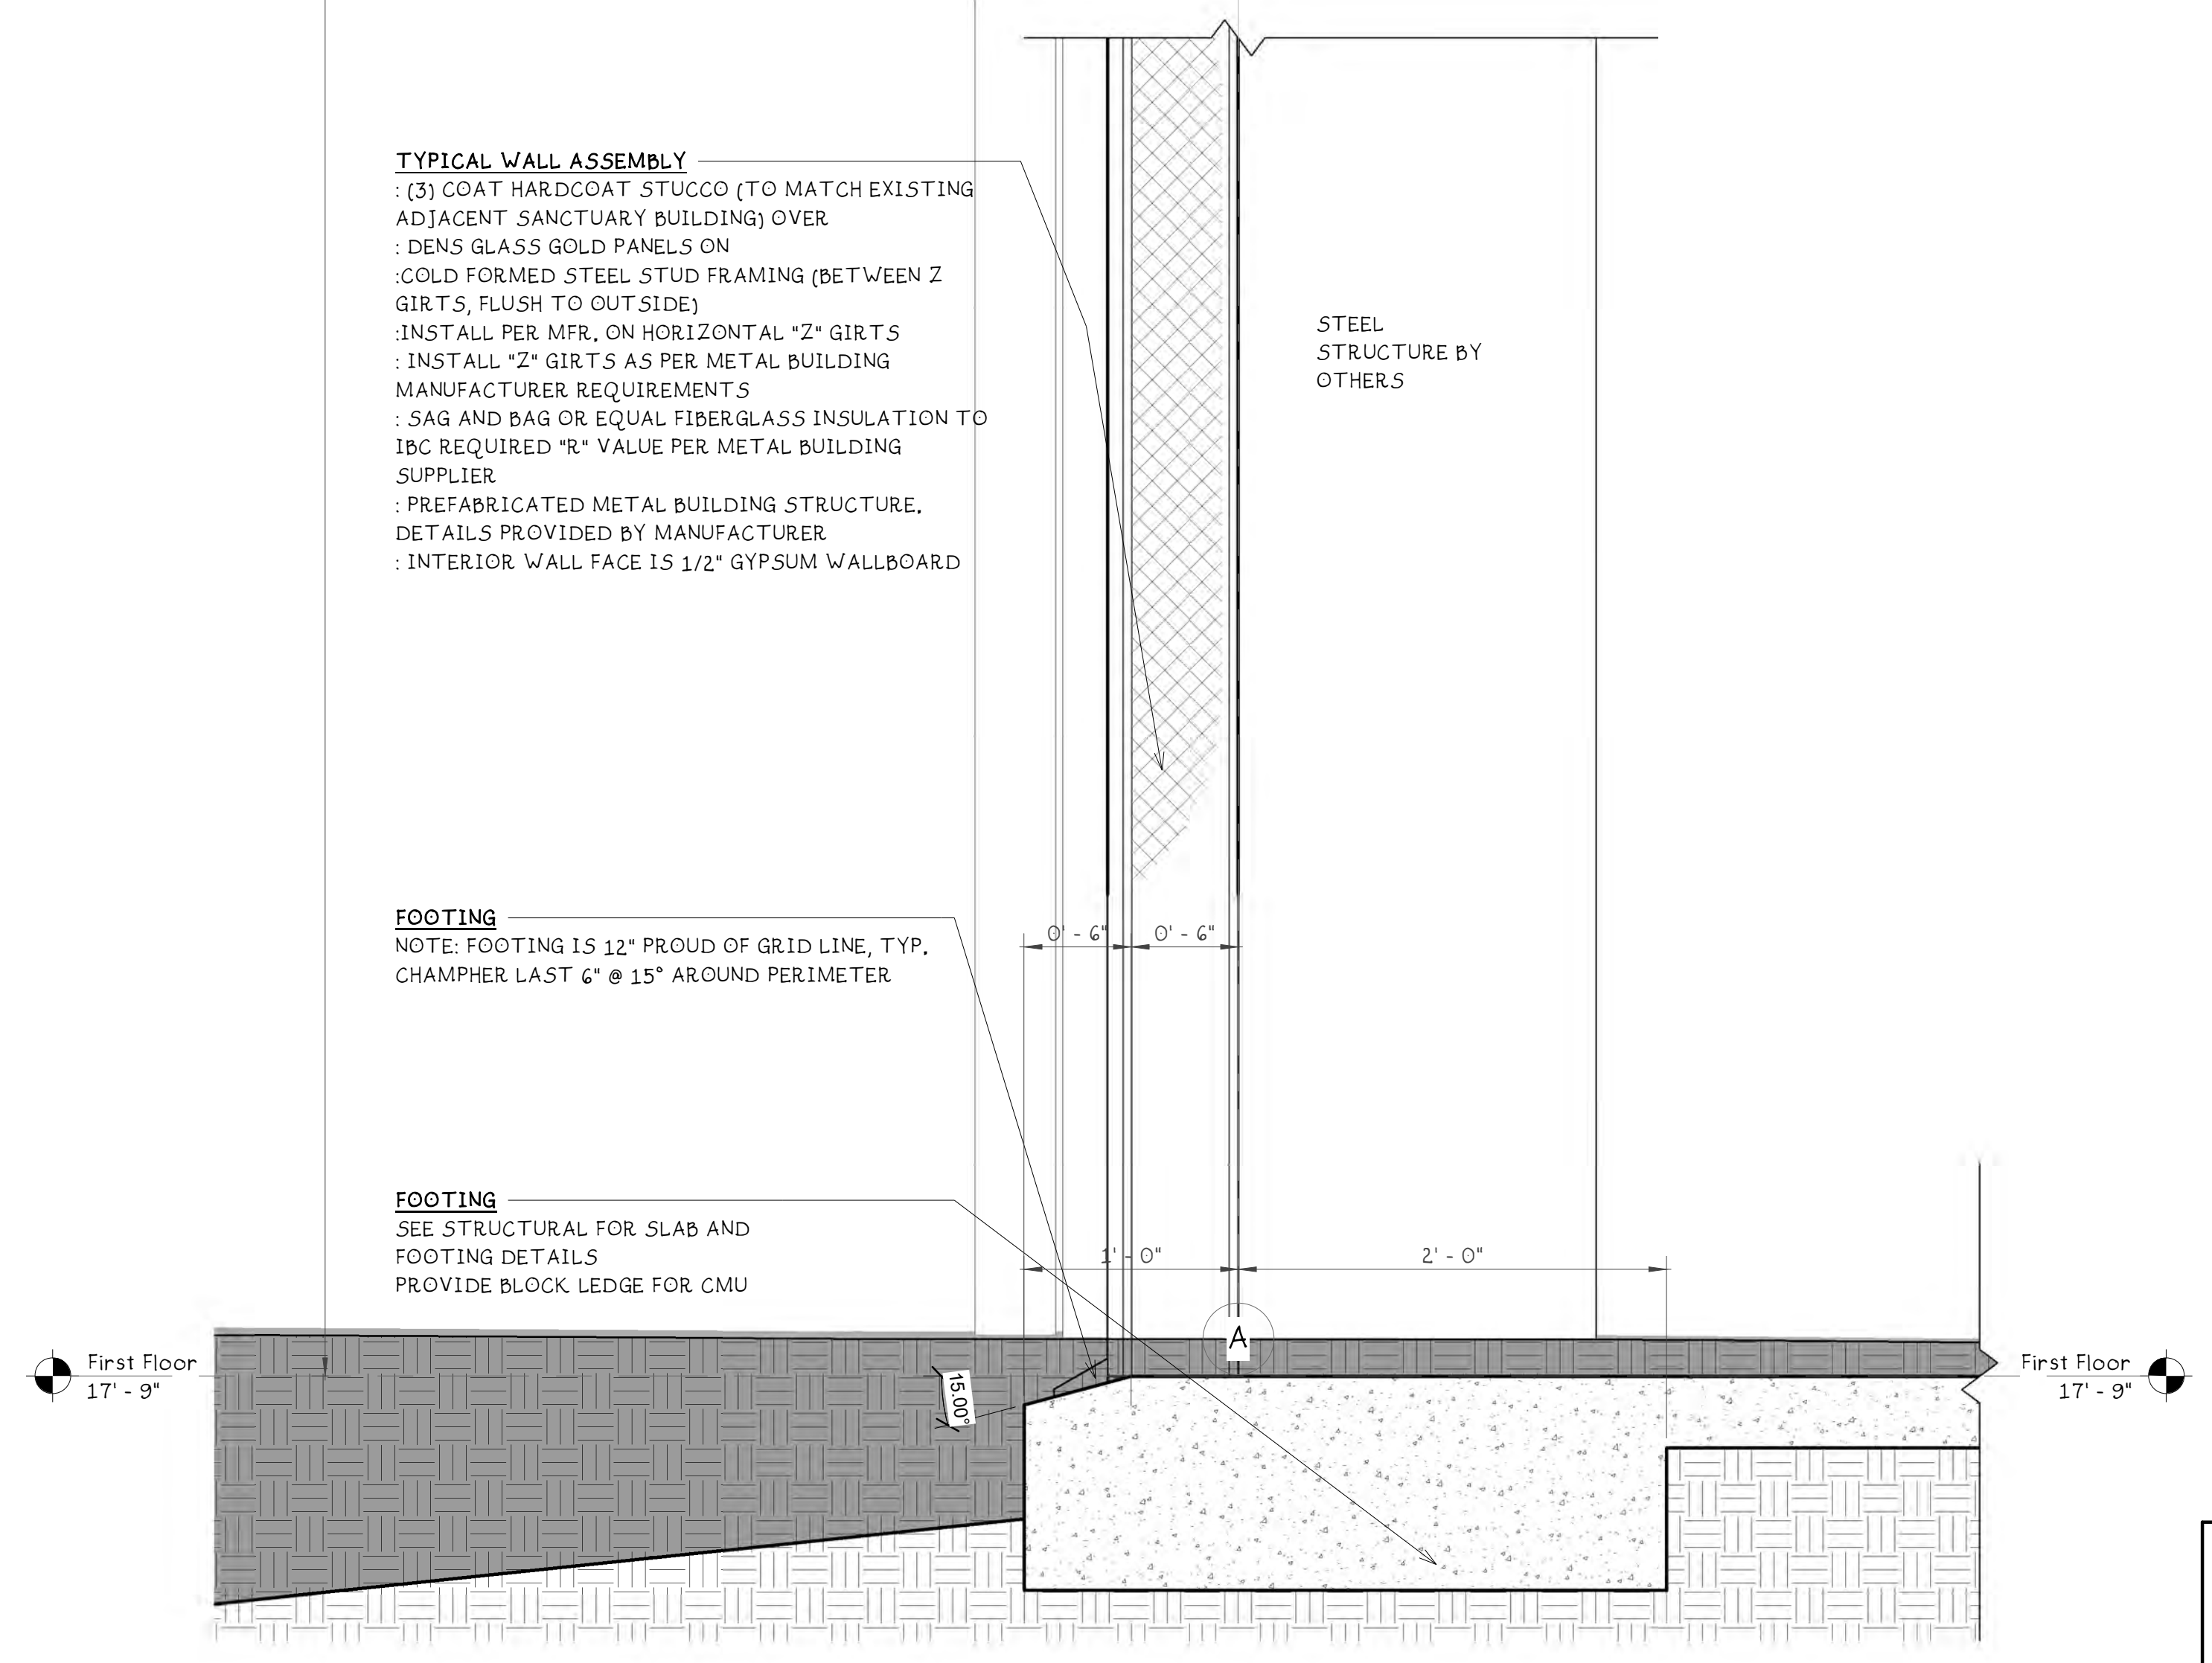 TYPICAL WALL ASSEMBLY
: (3) COAT HARDCOAT STUCCO (TO MATCH EXISTING
ADJACENT SANCTUARY BUILDING) OVER
: DENS GLASS GOLD PANELS ON
:COLD FORMED STEEL STUD FRAMING (BETWEEN Z
GIRTS, FLUSH TO OUTSIDE)
:INSTALL PER MFR. ON HORIZONTAL "Z" GIRTS
: INSTALL "Z" GIRTS AS PER METAL BUILDING
MANUFACTURER REQUIREMENTS
: SAG AND BAG OR EQUAL FIBERGLASS INSULATION TO
IBC REQUIRED "R" VALUE PER METAL BUILDING
SUPPLIER
: PREFABRICATED METAL BUILDING STRUCTURE.
DETAILS PROVIDED BY MANUFACTURER
: INTERIOR WALL FACE IS 1/2" GYPSUM WALLBOARD
STEEL
STRUCTURE BY
OTHERS
FOOTING
NOTE: FOOTING IS 12" PROUD OF GRID LINE, TYP.
CHAMPHER LAST 6" @ 15° AROUND PERIMETER
0' - 6"
0' - 6"
FOOTING
SEE STRUCTURAL FOR SLAB AND
FOOTING DETAILS
PROVIDE BLOCK LEDGE FOR CMU
1' - 0"
2' - 0"
A
First Floor
17' - 9"
15.00°
First Floor
17' - 9"